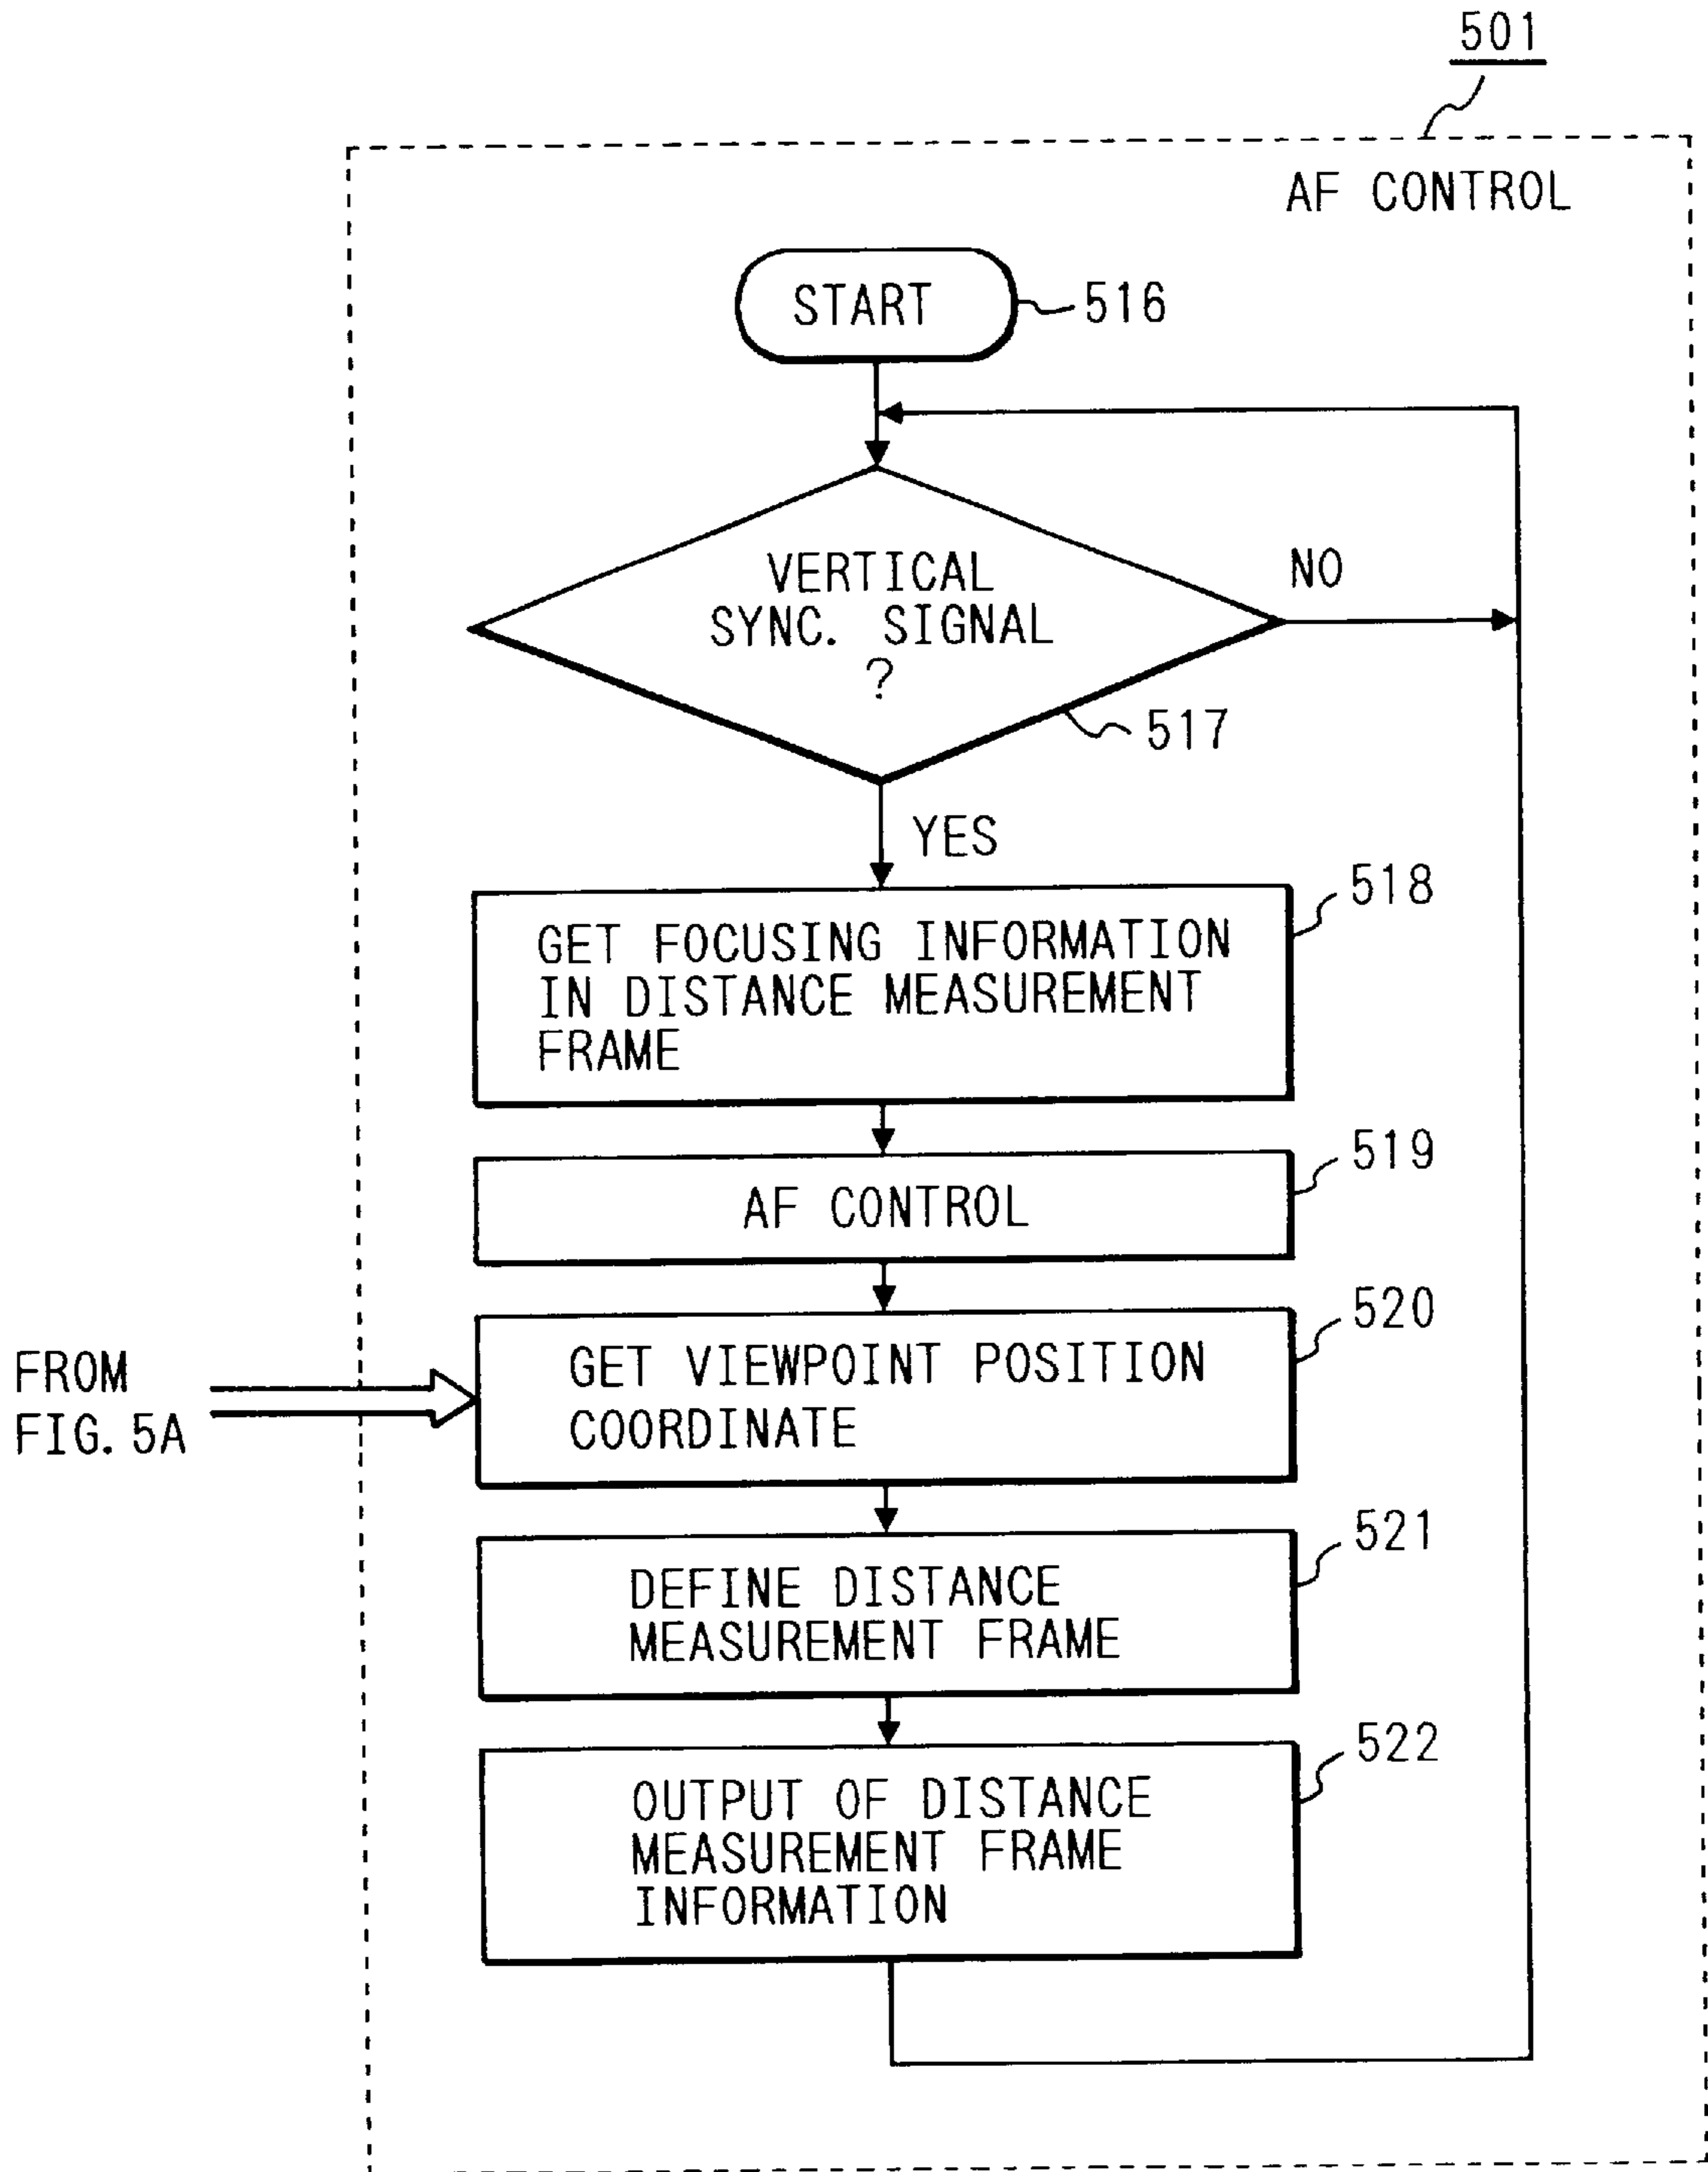 501
AF CONTROL
START
516
VERTICAL
SYNC. SIGNAL
?
NO
517
YES
518
GET FOCUSING INFORMATION
IN DISTANCE MEASUREMENT
FRAME
519
AF CONTROL
520
FROM
FIG. 5A
GET VIEWPOINT POSITION
COORDINATE
521
DEFINE DISTANCE
MEASUREMENT FRAME
522
OUTPUT OF DISTANCE
MEASUREMENT FRAME
INFORMATION